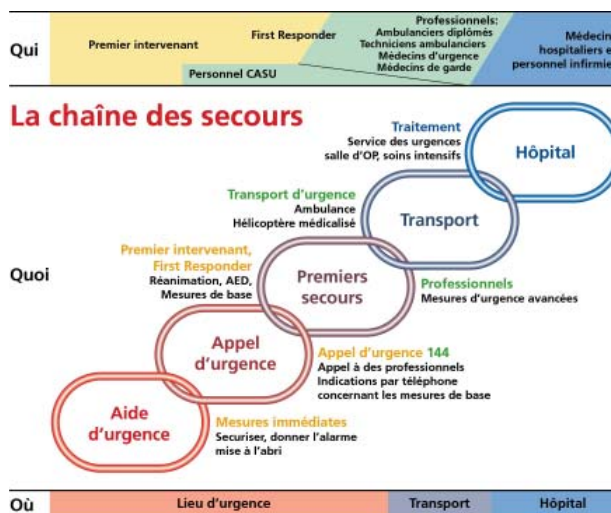 Qui
Premier intervenant
First Responder
Personnel CASU
Professionnels:
Ambulanciers diplômés
Techniciens ambulanciers
Médecins d'urgence
Médecins de garde
Médecins
hospitaliers e
personnel infirmie
La chaîne des secours
Traitement
Service des urgences
salle d'OP, soins intensifs
Hôpital
Transport d'urgence
Ambulance
Hélicoptère médicalisé
Transport
Quoi
Premier intervenant,
First Responder
Réanimation, AED,
Mesures de base
Premiers
secours
Professionnels
Mesures d'urgence avancées
Appel
d'urgence
Appel d'urgence 144
Appel à des professionnels
Indications par téléphone
concernant les mesures de base
Aide
d'urgence
Mesures immédiates
Securiser, donner l'alarme
mise à l'abri
Où
Lieu d'urgence
Transport
Hôpital